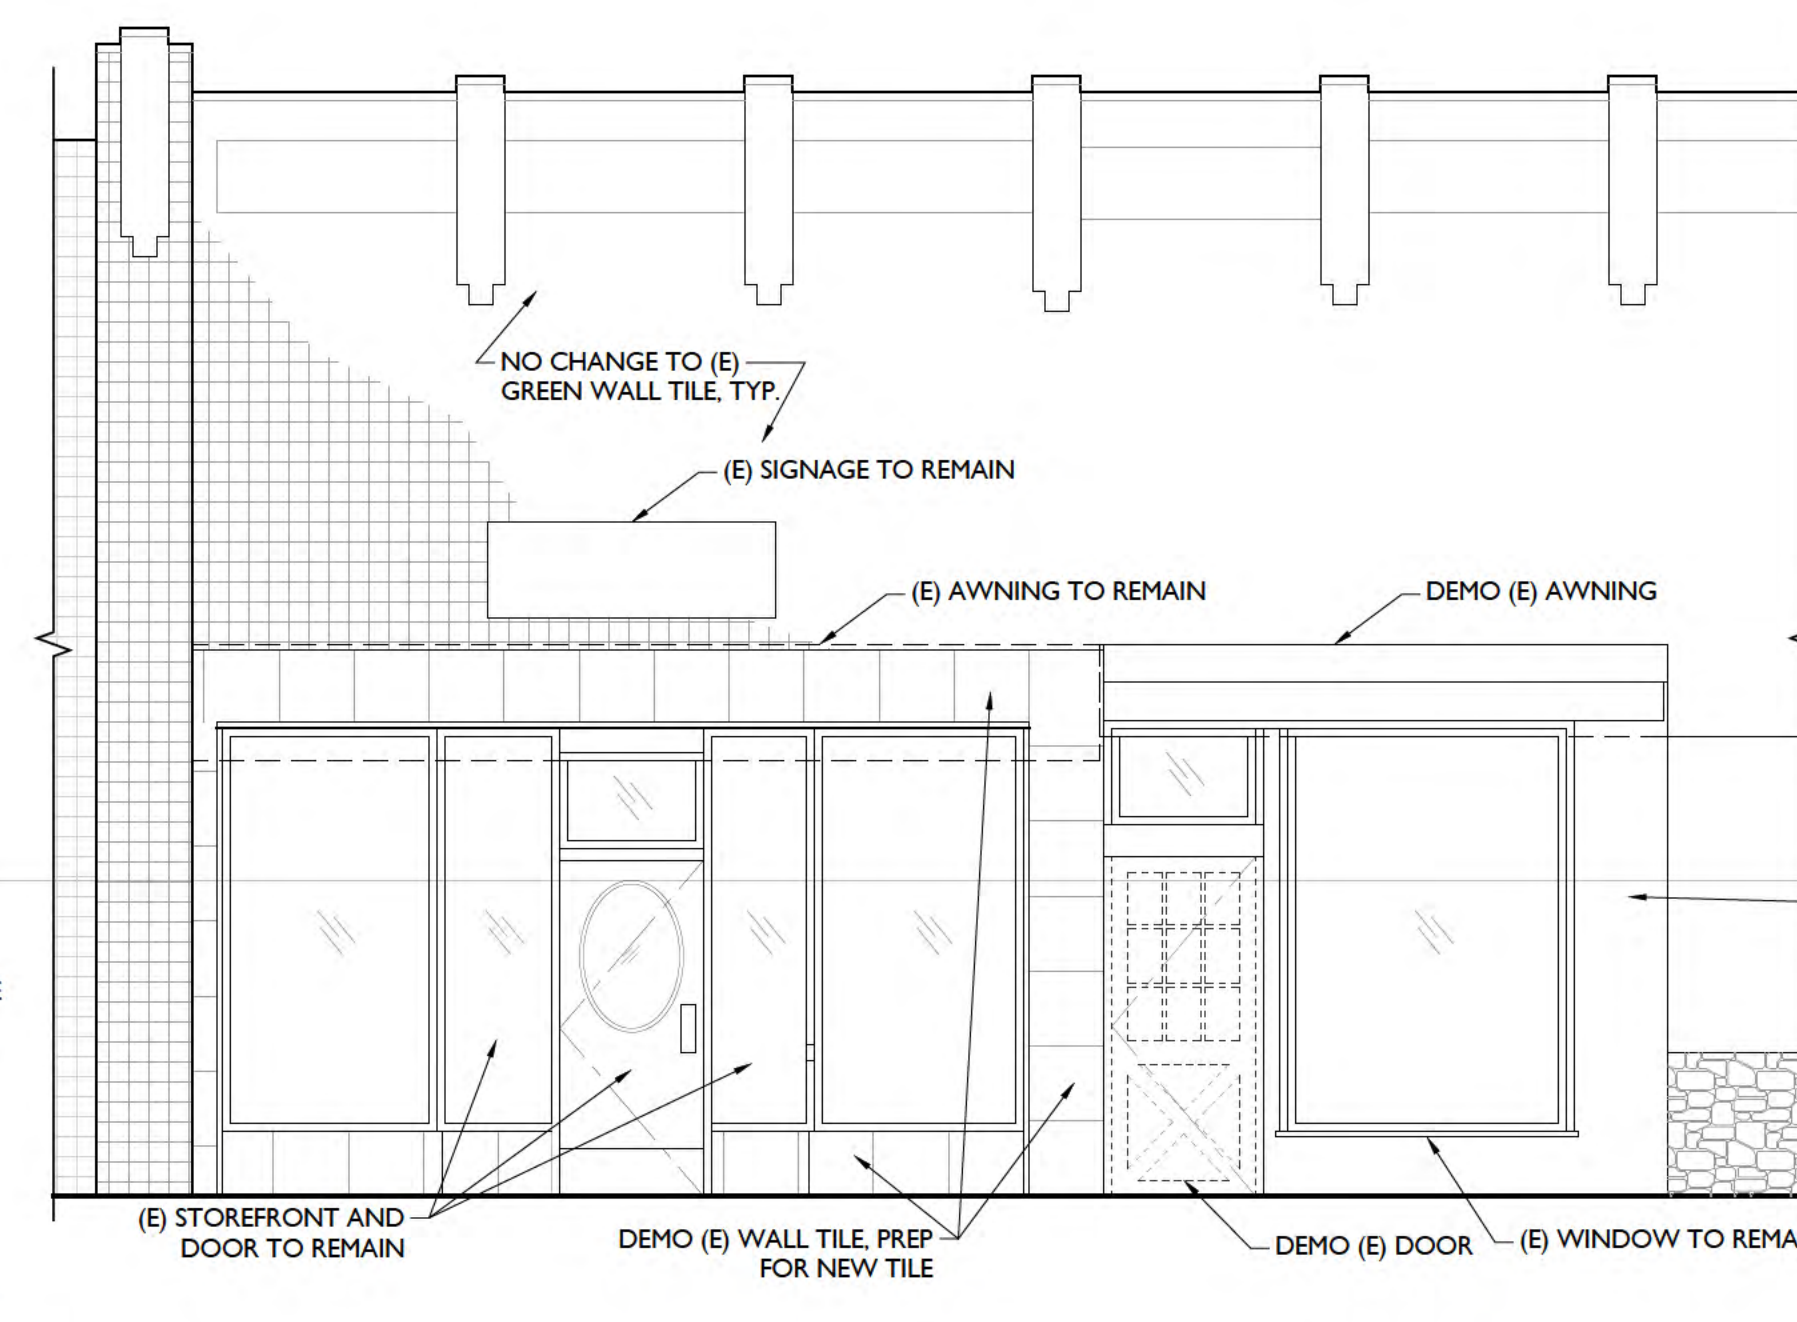 NO CHANGE TO (E)
GREEN WALL TILE, TYP.
(E) SIGNAGE TO REMAIN
(E) AWNING TO REMAIN
DEMO (E) AWNING
(E) STOREFRONT AND
DOOR TO REMAIN
DEMO (E) WALL TILE, PREP
FOR NEW TILE
DEMO (E) DOOR
(E) WINDOW TO REMA